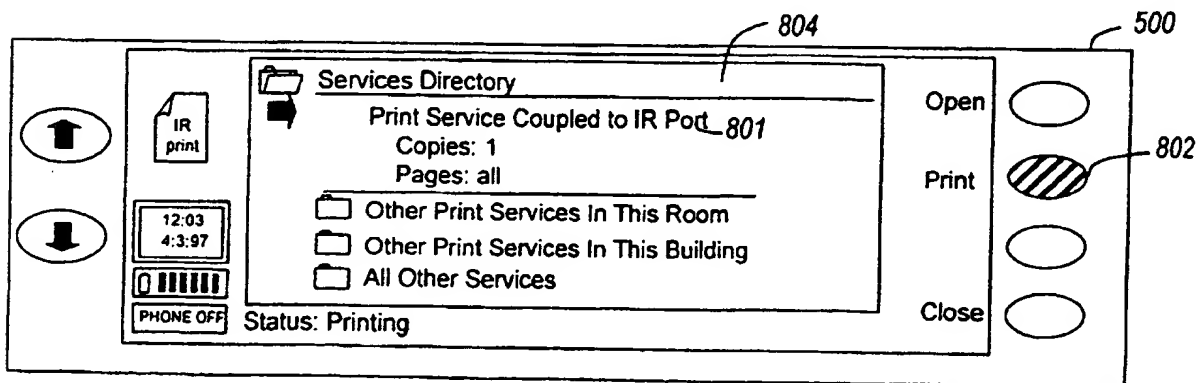 804
500
Services Directory
Print Service Coupled to IR Port
801
Copies: 1
Pages: all
Other Print Services In This Room
Other Print Services In This Building
All Other Services
Status: Printing
IR
print
12:03
4:3:97
PHONE OFF
Open
Print
802
Close